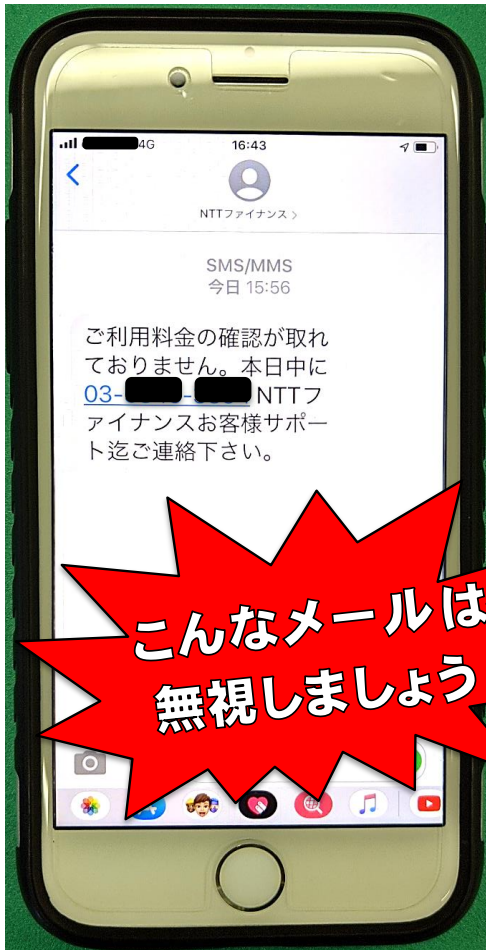 4G
16:43
NTTファイナンス
SMS/MMS
今日 15:56
ご利用料金の確認が取れ
ておりません。本日中に
03- - NTTフ
ァイナンスお客様サポー
ト迄ご連絡下さい。
こんなメールは
無視しましょう